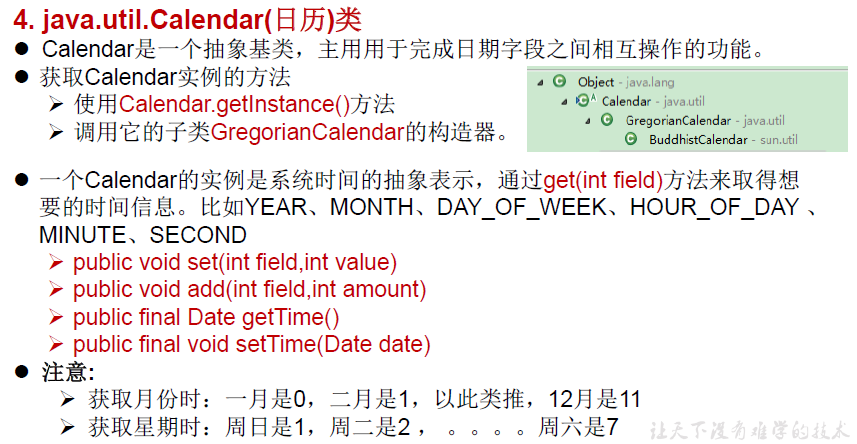 4. java.util.Calendar(日历)类
● Calendar是一个抽象基类，主用用于完成日期字段之间相互操作的功能。
● 获取Calendar实例的方法
➢ 使用Calendar.getInstance()方法
➢ 调用它的子类GregorianCalendar的构造器。
Object - java.lang
Calendar - java.util
GregorianCalendar - java.util
BuddhistCalendar - sun.util
● 一个Calendar的实例是系统时间的抽象表示，通过get(int field)方法来取得想
要的时间信息。比如YEAR、MONTH、DAY_OF_WEEK、HOUR_OF_DAY 、
MINUTE、SECOND
➢ public void set(int field,int value)
➢ public void add(int field,int amount)
➢ public final Date getTime()
➢ public final void setTime(Date date)
● 注意:
➢ 获取月份时：一月是0，二月是1，以此类推，12月是11
➢ 获取星期时：周日是1，周二是2 ， 。。。。周六是7
让天下没有难学的技术